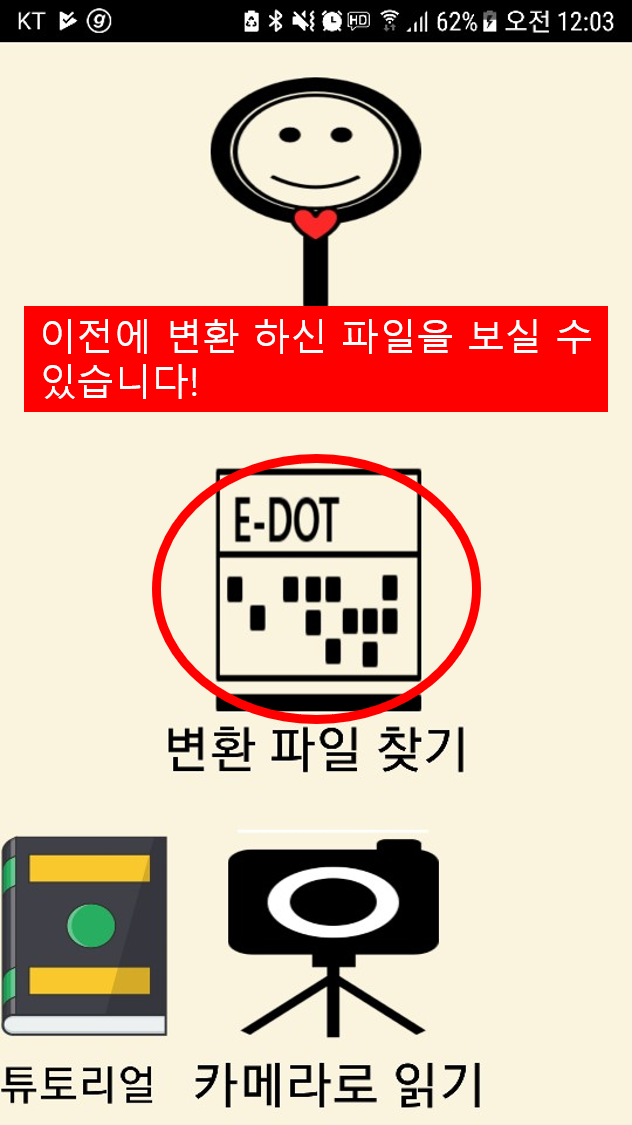 KT HD 62% 오전 12:03
이전에 변환 하신 파일을 보실 수
있습니다!
E-DOT
변환 파일 찾기
튜토리얼 카메라로 읽기